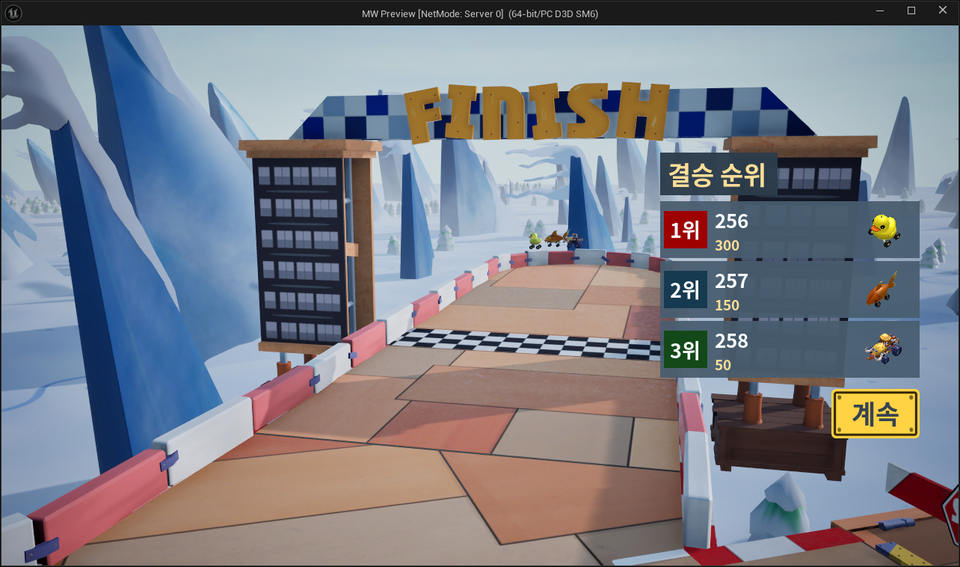 MW Preview [NetMode: Server 0]  (64-bit/PC D3D SM6)
FINISH
결승 순위
1위
256
300
2위
257
150
3위
258
50
계속